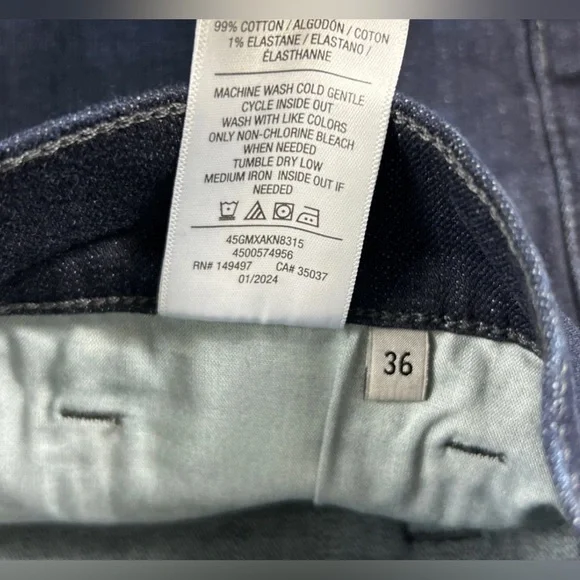 99% COTTON / ALGODÓN / COTON
1% ELASTANE / ELASTANO /
ÉLASTHANNE
MACHINE WASH COLD GENTLE
CYCLE INSIDE OUT
WASH WITH LIKE COLORS
ONLY NON-CHLORINE BLEACH
WHEN NEEDED
TUMBLE DRY LOW
MEDIUM IRON INSIDE OUT IF
NEEDED
45GMXAKN8315
4500574956
RN# 149497 CA# 35037
01/2024
36